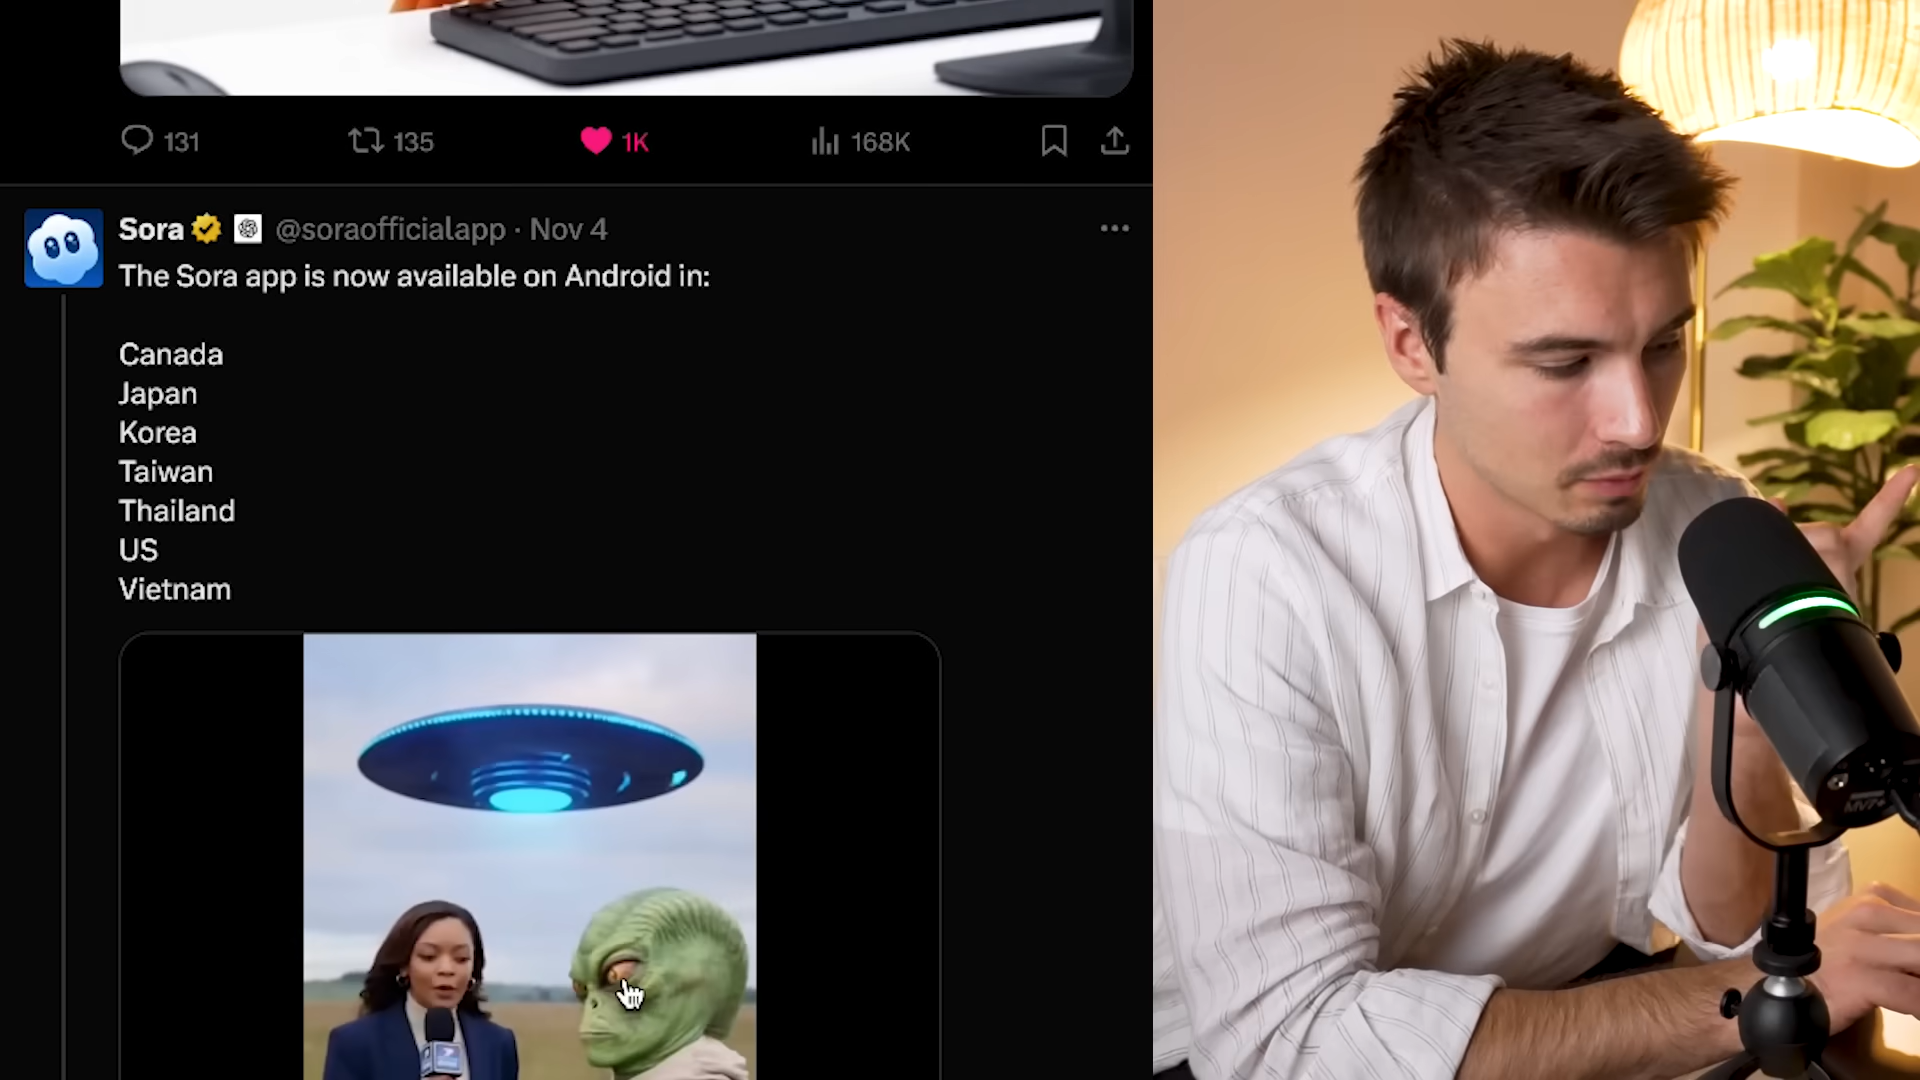 131 135 1K 168K
Sora @soraofficialapp · Nov 4
The Sora app is now available on Android in:
Canada
Japan
Korea
Taiwan
Thailand
US
Vietnam
MV7+